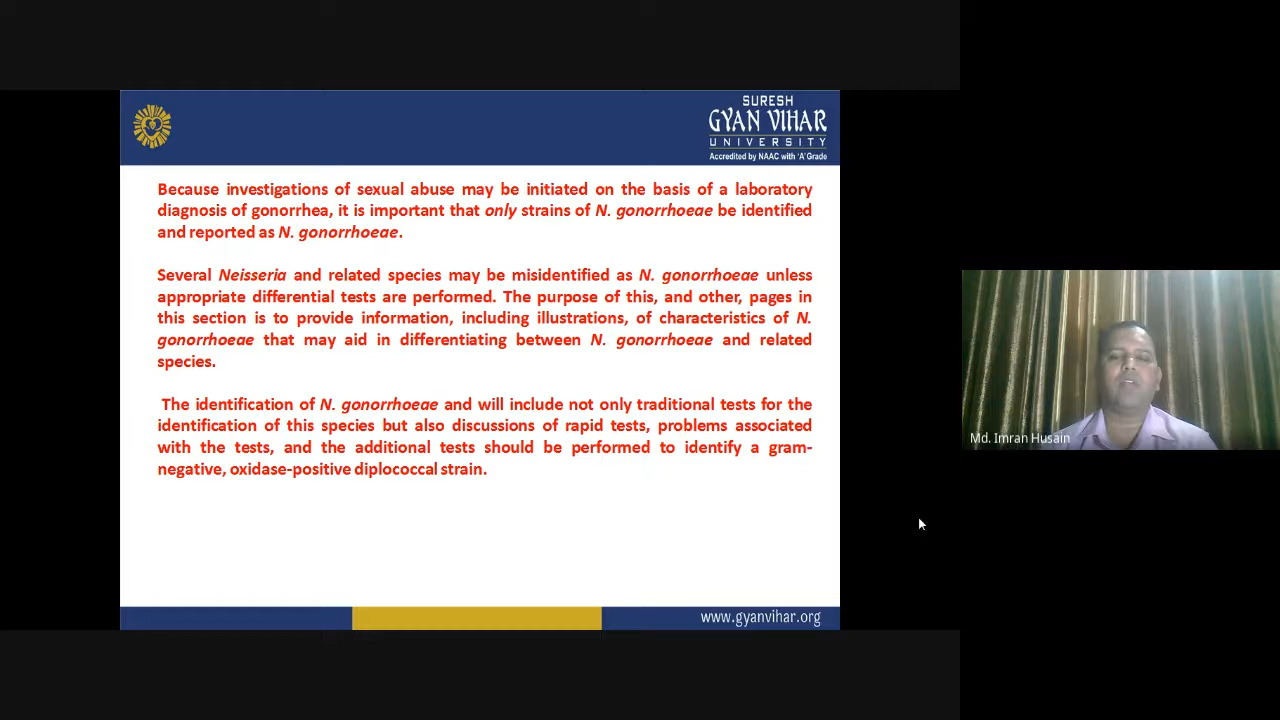 SURESH
GYAN VIHAR
UNIVERSITY
Accredited by NAAC with 'A' Grade
Because investigations of sexual abuse may be initiated on the basis of a laboratory
diagnosis of gonorrhea, it is important that only strains of N. gonorrhoeae be identified
and reported as N. gonorrhoeae.
Several Neisseria and related species may be misidentified as N. gonorrhoeae unless
appropriate differential tests are performed. The purpose of this, and other, pages in
this section is to provide information, including illustrations, of characteristics of N.
gonorrhoeae that may aid in differentiating between N. gonorrhoeae and related
species.
The identification of N. gonorrhoeae and will include not only traditional tests for the
identification of this species but also discussions of rapid tests, problems associated
with the tests, and the additional tests should be performed to identify a gram-
negative, oxidase-positive diplococcal strain.
www.gyanvihar.org
Md. Imran Husain